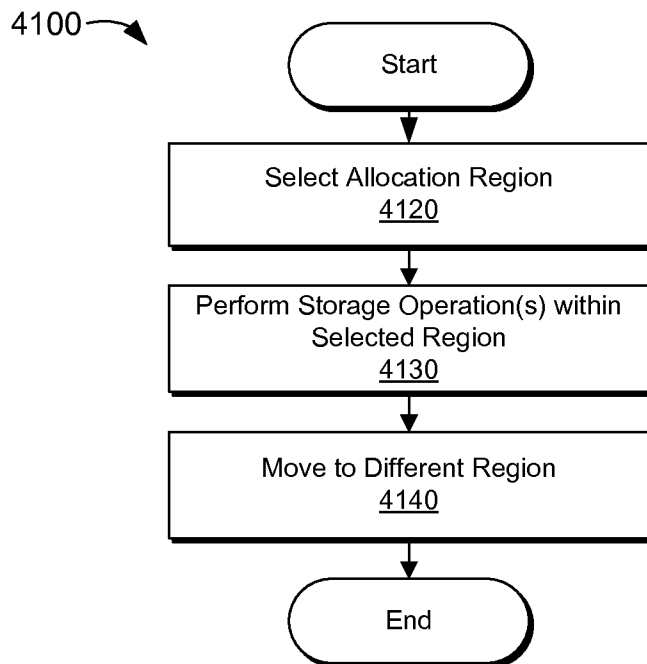 4100
Start
Select Allocation Region
4120
Perform Storage Operation(s) within
Selected Region
4130
Move to Different Region
4140
End